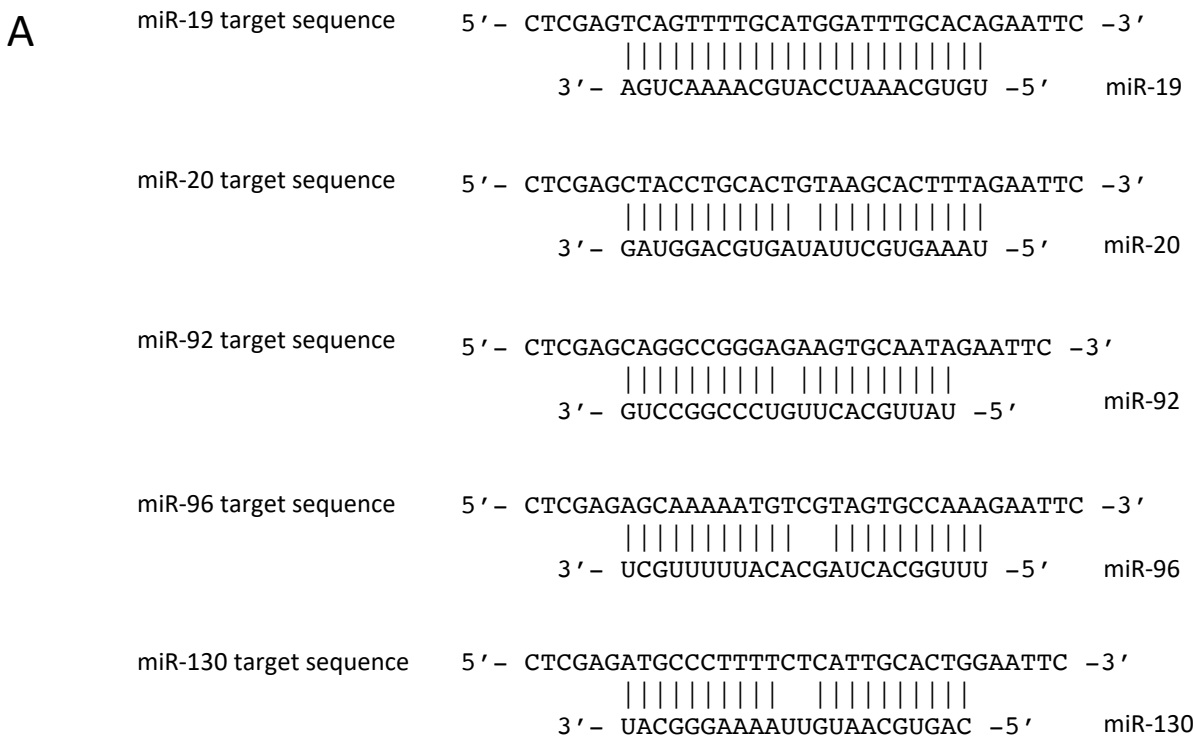 A
miR-19 target sequence 5′- CTCGAGTCAGTTTTGCATGGATTTGCACAGAATTC -3′
|||||||||||||||||||||||
3′- AGUCAAAACGUACCUAAACGUGU -5′ miR-19
miR-20 target sequence 5′- CTCGAGCTACCTGCACTGTAAGCACTTTAGAATTC -3′
||||||||||| |||||||||||
3′- GAUGGACGUGAUAUUCGUGAAAU -5′ miR-20
miR-92 target sequence 5′- CTCGAGCAGGCCGGGAGAAGTGCAATAGAATTC -3′
|||||||||| ||||||||||
3′- GUCCGGCCCUGUUCACGUUAU -5′ miR-92
miR-96 target sequence 5′- CTCGAGAGCAAAAATGTCGTAGTGCCAAAGAATTC -3′
||||||||||| ||||||||||
3′- UCGUUUUUACACGAUCACGGUUU -5′ miR-96
miR-130 target sequence 5′- CTCGAGATGCCCTTTTCTCATTGCACTGGAATTC -3′
|||||||||| ||||||||||
3′- UACGGGAAAAUUGUAACGUGAC -5′ miR-130